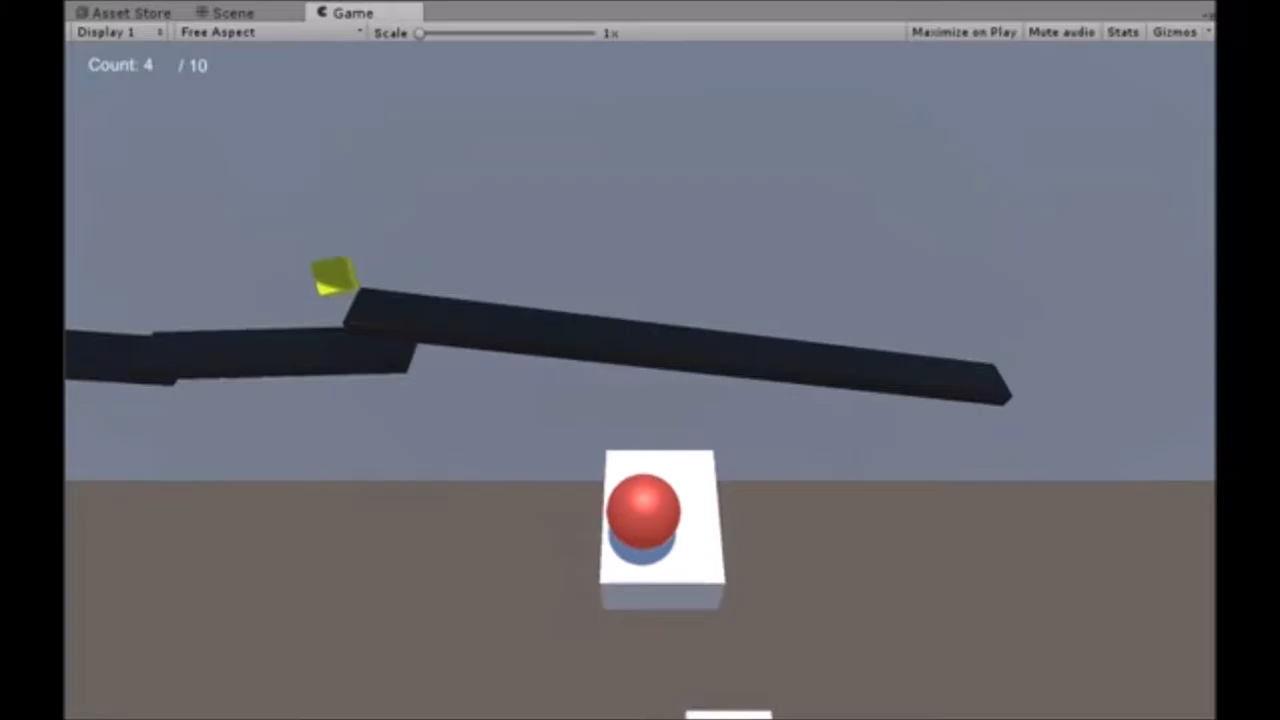 Asset Store Scene Game
Display 1 Free Aspect Scale 1x Maximize on Play Mute audio Stats Gizmos
Count: 4 / 10